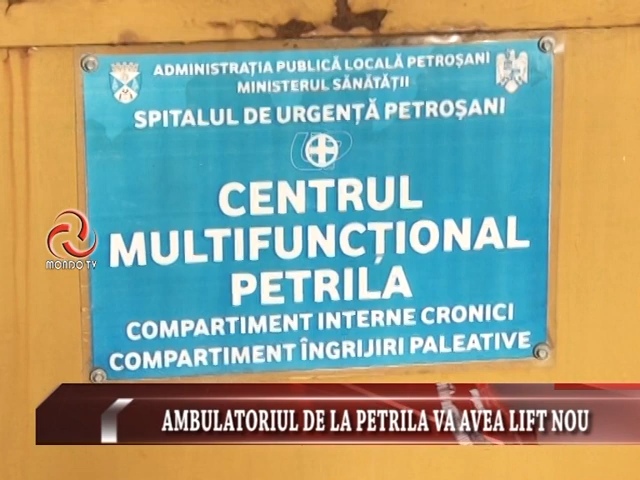 ADMINISTRAȚIA PUBLICĂ LOCALĂ PETROȘANI
MINISTERUL SĂNĂTĂȚII
SPITALUL DE URGENȚĂ PETROȘANI
CENTRUL
MULTIFUNCȚIONAL
PETRILA
COMPARTIMENT INTERNE CRONICI
COMPARTIMENT ÎNGRIJIRI PALEATIVE
MONDO TV
AMBULATORIUL DE LA PETRILA VA AVEA LIFT NOU